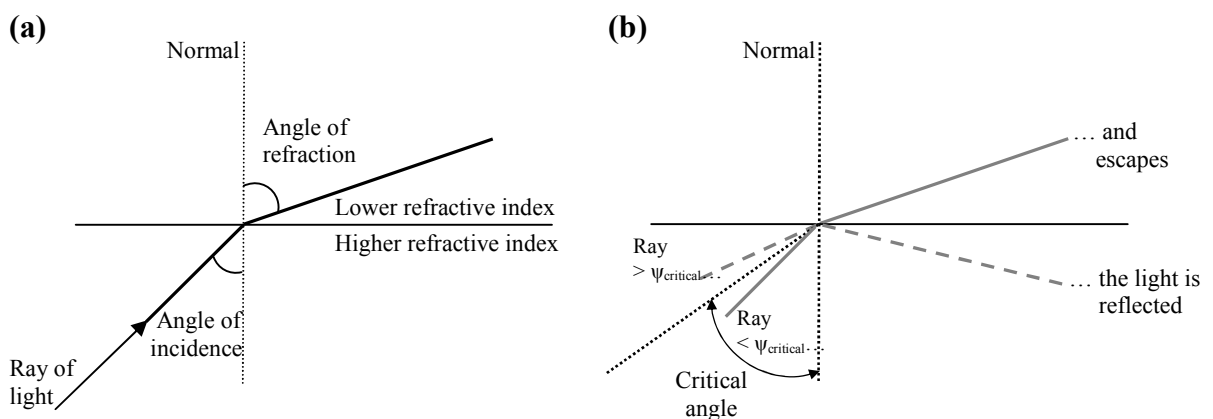 (a)
Normal
Angle of
refraction
Lower refractive index
Higher refractive index
Angle of
incidence
Ray of
light
(b)
Normal
… and
escapes
Ray
> ψcritical…
… the light is
reflected
Ray
< ψcritical…
Critical
angle